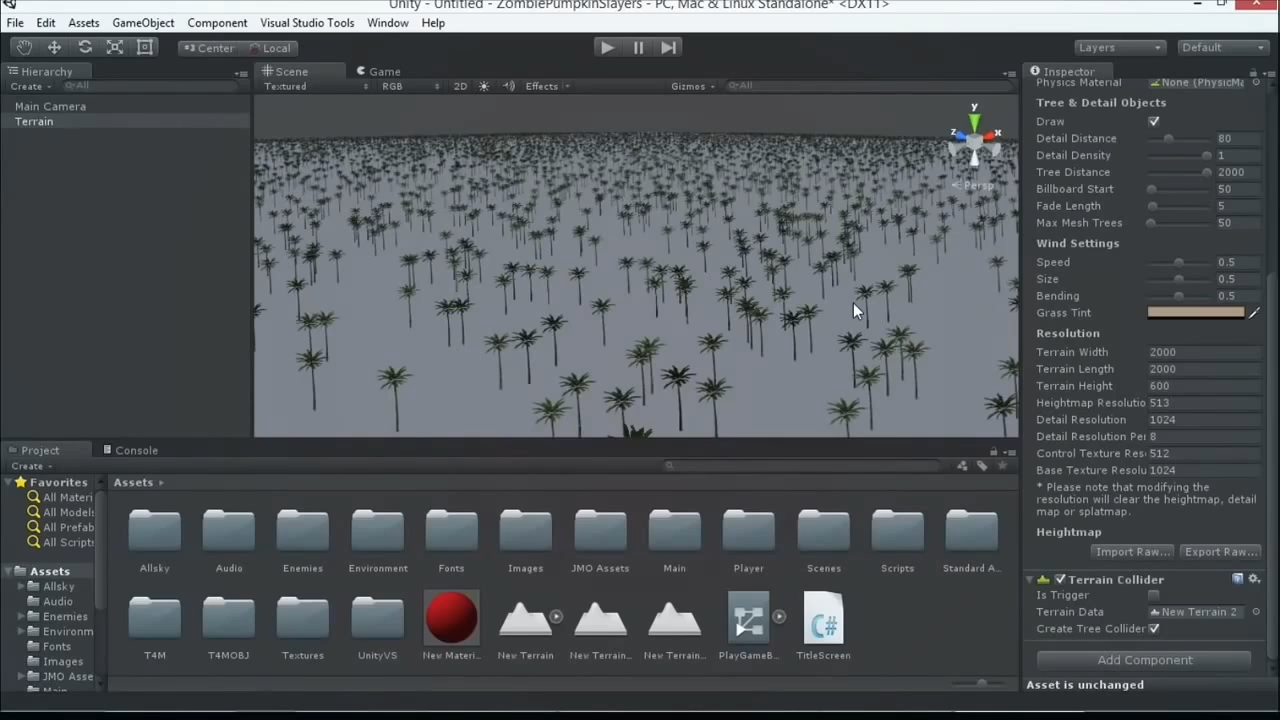 Unity - Untitled - ZombiePumpkinSlayers - PC, Mac & Linux Standalone* <DX11>
File Edit Assets GameObject Component Visual Studio Tools Window Help
Center Local Layers Default
Hierarchy
Create All
Main Camera
Terrain
Scene Game
Textured RGB 2D Effects Gizmos All
y
z x
Persp
Inspector
Physics Material None (PhysicMa
Tree & Detail Objects
Draw
Detail Distance 80
Detail Density 1
Tree Distance 2000
Billboard Start 50
Fade Length 5
Max Mesh Trees 50
Wind Settings
Speed 0.5
Size 0.5
Bending 0.5
Grass Tint
Resolution
Terrain Width 2000
Terrain Length 2000
Terrain Height 600
Heightmap Resolutio 513
Detail Resolution 1024
Detail Resolution Per 8
Control Texture Res 512
Base Texture Resolu 1024
* Please note that modifying the
resolution will clear the heightmap, detail
map or splatmap.
Heightmap
Import Raw... Export Raw...
Terrain Collider
Is Trigger
Terrain Data New Terrain 2
Create Tree Collider
Add Component
Asset is unchanged
Project Console
Create
Favorites
All Materi
All Models
All Prefab
All Scripts
Assets
Allsky
Audio
Enemies
Environm
Fonts
Images
JMO Asse
Main
Assets
Allsky Audio Enemies Environment Fonts Images JMO Assets Main Player Scenes Scripts Standard A...
C#
T4M T4MOBJ Textures UnityVS New Materi... New Terrain New Terrain... New Terrain... PlayGameB... TitleScreen